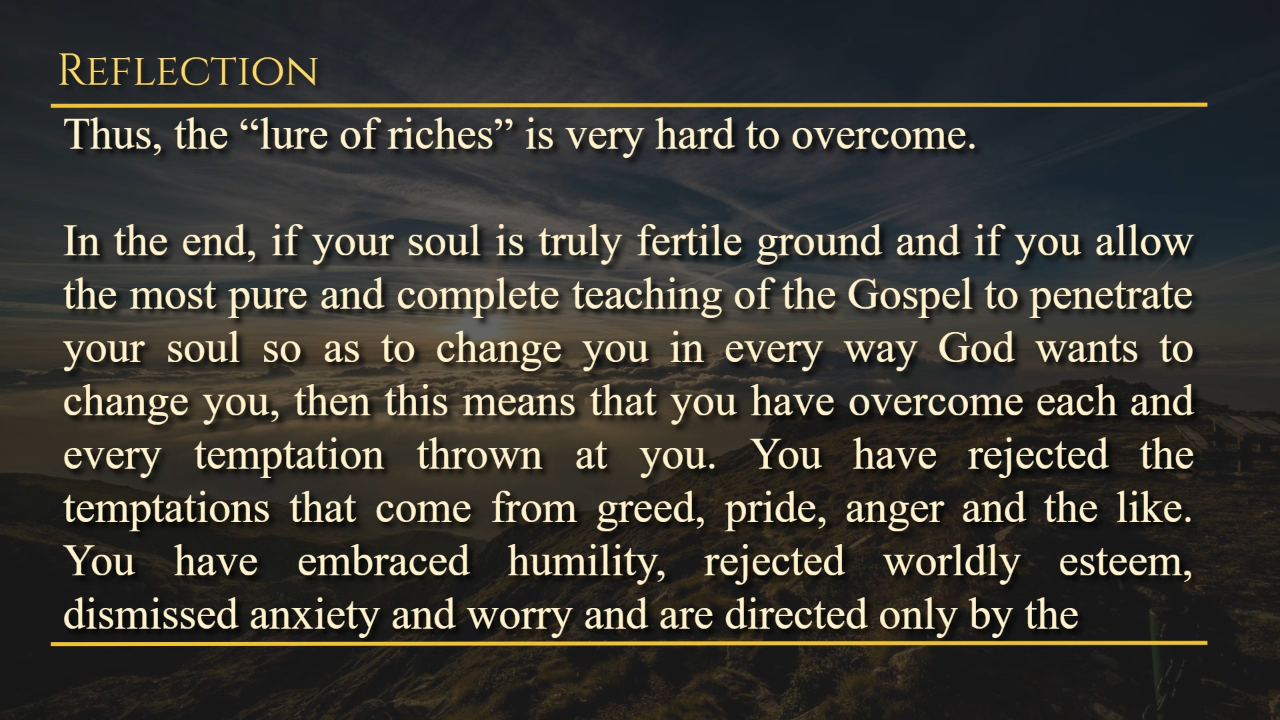 Reflection
Thus, the “lure of riches” is very hard to overcome.
In the end, if your soul is truly fertile ground and if you allow
the most pure and complete teaching of the Gospel to penetrate
your soul so as to change you in every way God wants to
change you, then this means that you have overcome each and
every temptation thrown at you. You have rejected the
temptations that come from greed, pride, anger and the like.
You have embraced humility, rejected worldly esteem,
dismissed anxiety and worry and are directed only by the